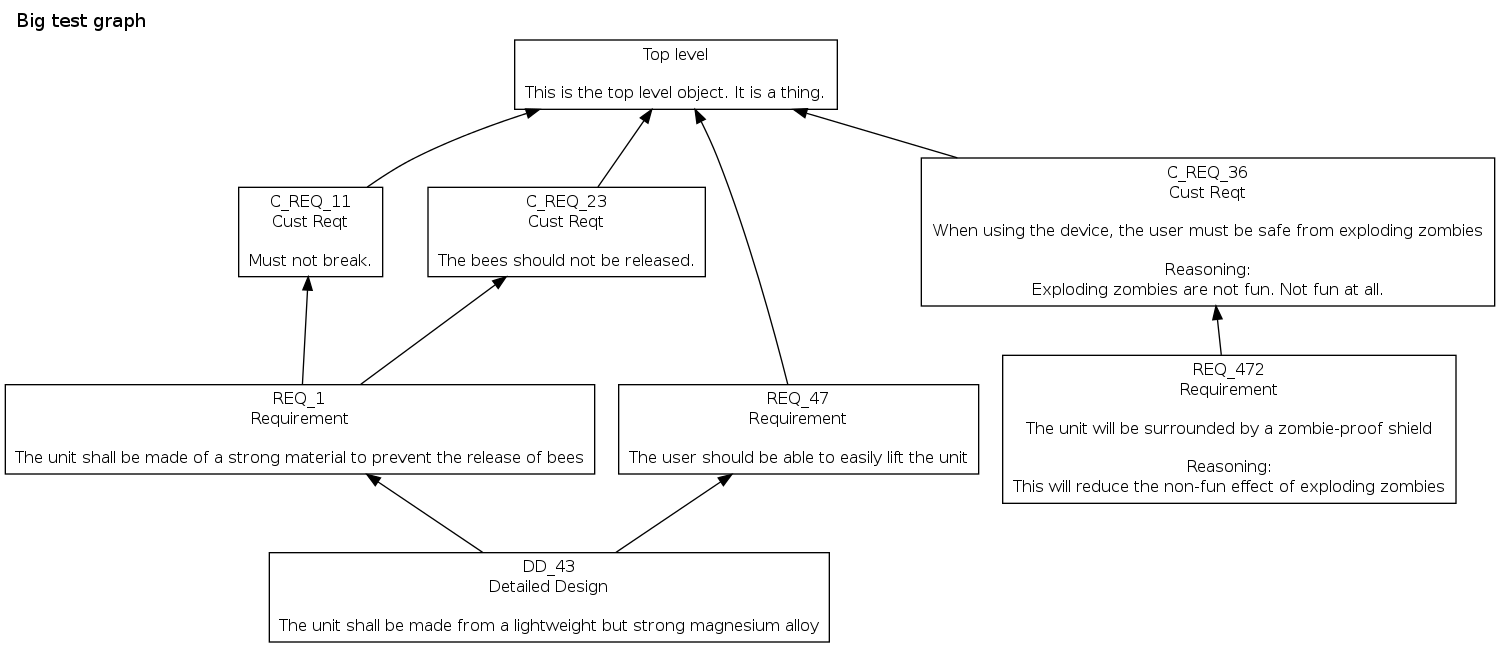 Big test graph
Top level
This is the top level object. It is a thing.
C_REQ_11
Cust Reqt
Must not break.
C_REQ_23
Cust Reqt
The bees should not be released.
C_REQ_36
Cust Reqt
When using the device, the user must be safe from exploding zombies
Reasoning:
Exploding zombies are not fun. Not fun at all.
REQ_1
Requirement
The unit shall be made of a strong material to prevent the release of bees
REQ_47
Requirement
The user should be able to easily lift the unit
REQ_472
Requirement
The unit will be surrounded by a zombie-proof shield
Reasoning:
This will reduce the non-fun effect of exploding zombies
DD_43
Detailed Design
The unit shall be made from a lightweight but strong magnesium alloy